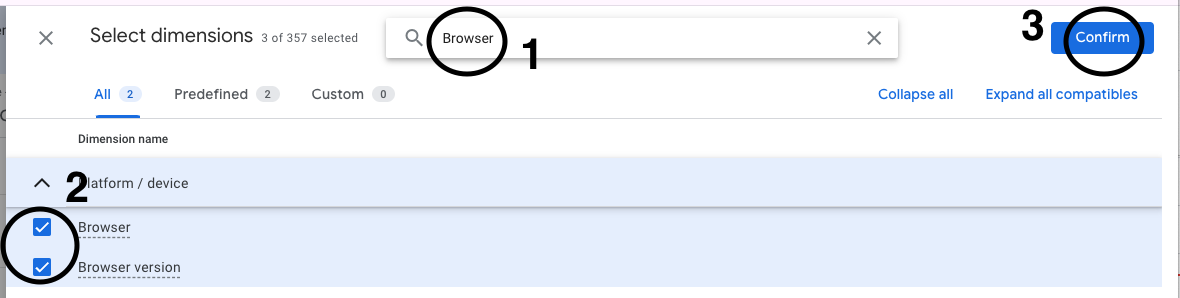 Select dimensions 3 of 357 selected Browser 1 3 Confirm
All 2 Predefined 2 Custom 0 Collapse all Expand all compatibles
Dimension name
2 latform / device
Browser
Browser version